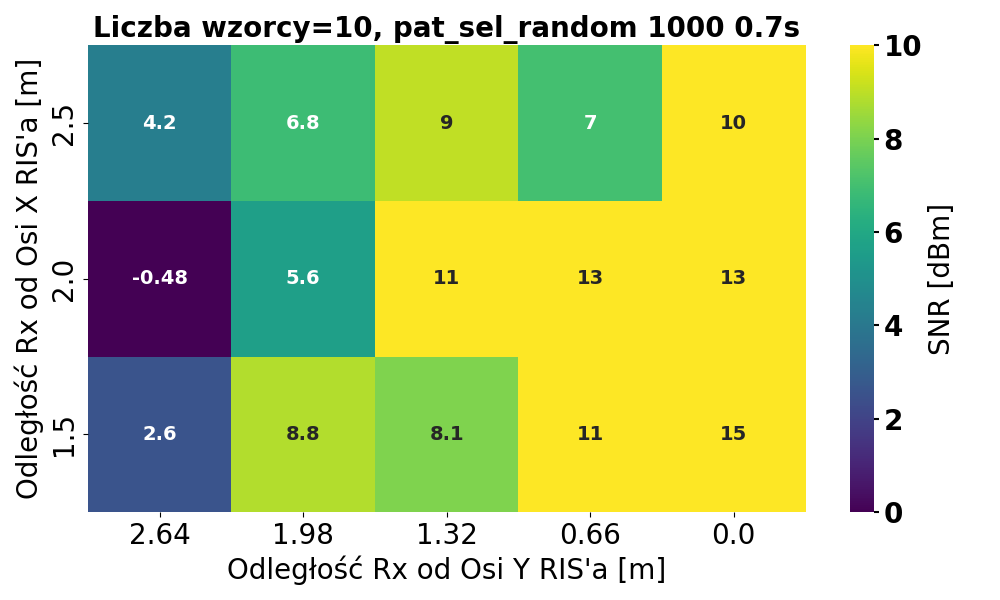 Liczba wzorcy=10, pat_sel_random 1000 0.7s
Odległość Rx od Osi X RIS'a [m]
2.5
4.2 6.8 9 7 10
2.0
-0.48 5.6 11 13 13
1.5
2.6 8.8 8.1 11 15
2.64 1.98 1.32 0.66 0.0
Odległość Rx od Osi Y RIS'a [m]
10
8
6
4
2
0
SNR [dBm]